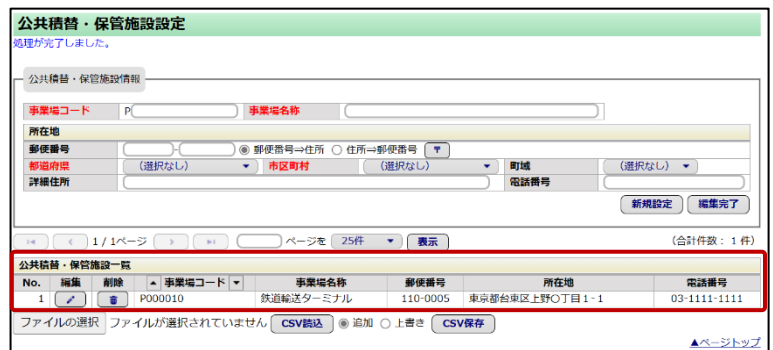 公共積替・保管施設設定
処理が完了しました。
公共積替・保管施設情報
事業場コード P 事業場名称
所在地
郵便番号 - 郵便番号⇒住所 住所⇒郵便番号 〒
都道府県 (選択なし) 市区町村 (選択なし) 町域 (選択なし)
詳細住所 電話番号
新規設定 編集完了
1 / 1ページ ページを 25件 表示 (合計件数： 1 件)
公共積替・保管施設一覧
No. 編集 削除 ▲ 事業場コード ▼ 事業場名称 郵便番号 所在地 電話番号
1 P000010 鉄道輸送ターミナル 110-0005 東京都台東区上野〇丁目1-1 03-1111-1111
ファイルの選択 ファイルが選択されていません CSV読込 追加 上書き CSV保存
▲ページトップ